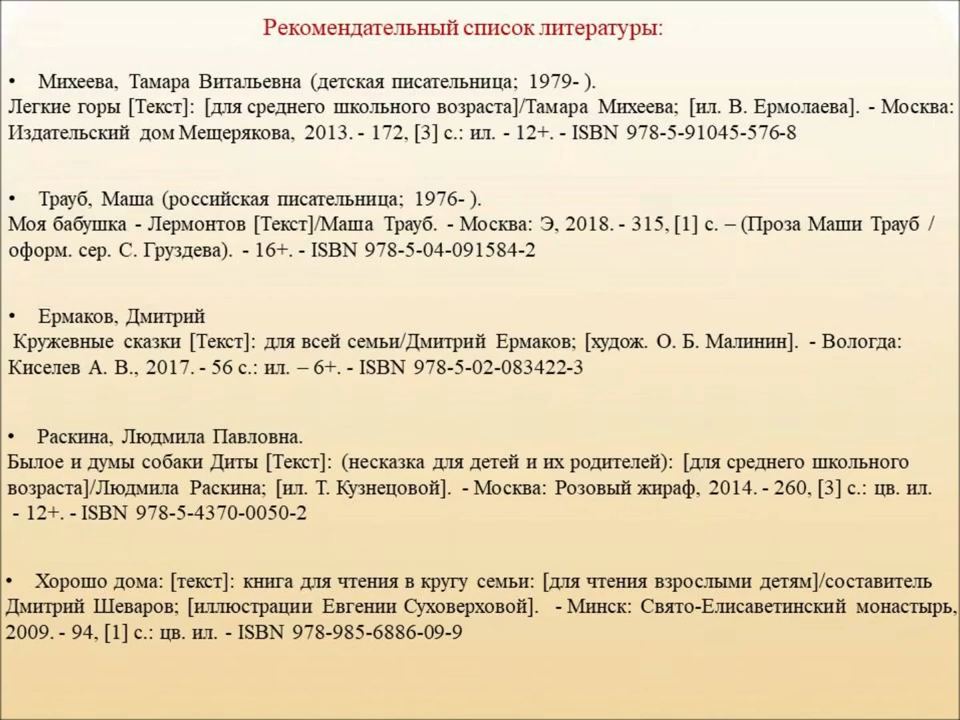 Рекомендательный список литературы:
• Михеева, Тамара Витальевна (детская писательница; 1979- ).
Легкие горы [Текст]: [для среднего школьного возраста]/Тамара Михеева; [ил. В. Ермолаева]. - Москва:
Издательский дом Мещерякова, 2013. - 172, [3] с.: ил. - 12+. - ISBN 978-5-91045-576-8
• Трауб, Маша (российская писательница; 1976- ).
Моя бабушка - Лермонтов [Текст]/Маша Трауб. - Москва: Э, 2018. - 315, [1] с. – (Проза Маши Трауб /
оформ. сер. С. Груздева). - 16+. - ISBN 978-5-04-091584-2
• Ермаков, Дмитрий
Кружевные сказки [Текст]: для всей семьи/Дмитрий Ермаков; [худож. О. Б. Малинин]. - Вологда:
Киселев А. В., 2017. - 56 с.: ил. – 6+. - ISBN 978-5-02-083422-3
• Раскина, Людмила Павловна.
Былое и думы собаки Диты [Текст]: (несказка для детей и их родителей): [для среднего школьного
возраста]/Людмила Раскина; [ил. Т. Кузнецовой]. - Москва: Розовый жираф, 2014. - 260, [3] с.: цв. ил.
- 12+. - ISBN 978-5-4370-0050-2
• Хорошо дома: [текст]: книга для чтения в кругу семьи: [для чтения взрослыми детям]/составитель
Дмитрий Шеваров; [иллюстрации Евгении Суховерховой]. - Минск: Свято-Елисаветинский монастырь,
2009. - 94, [1] с.: цв. ил. - ISBN 978-985-6886-09-9